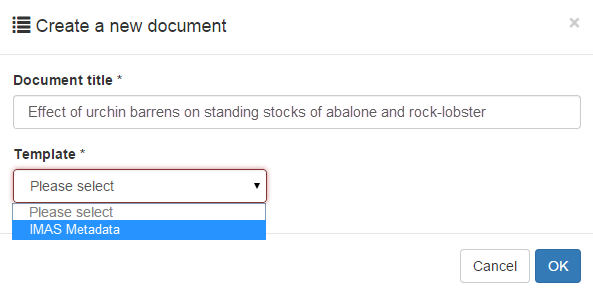 Create a new document ×
Document title *
Effect of urchin barrens on standing stocks of abalone and rock-lobster
Template *
Please select
Please select
IMAS Metadata
Cancel OK